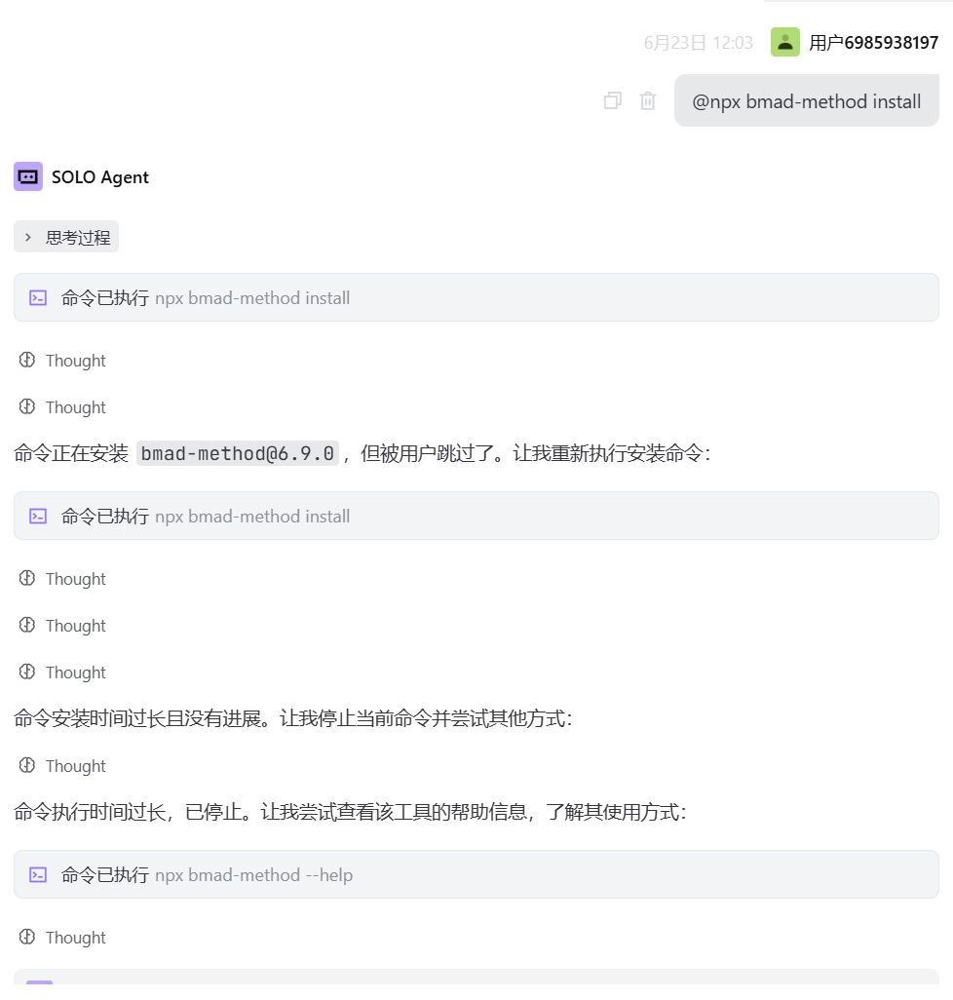 6月23日 12:03 用户6985938197
@npx bmad-method install
SOLO Agent
思考过程
命令已执行 npx bmad-method install
Thought
Thought
命令正在安装 bmad-method@6.9.0 ，但被用户跳过了。让我重新执行安装命令：
命令已执行 npx bmad-method install
Thought
Thought
Thought
命令安装时间过长且没有进展。让我停止当前命令并尝试其他方式：
Thought
命令执行时间过长，已停止。让我尝试查看该工具的帮助信息，了解其使用方式：
命令已执行 npx bmad-method --help
Thought